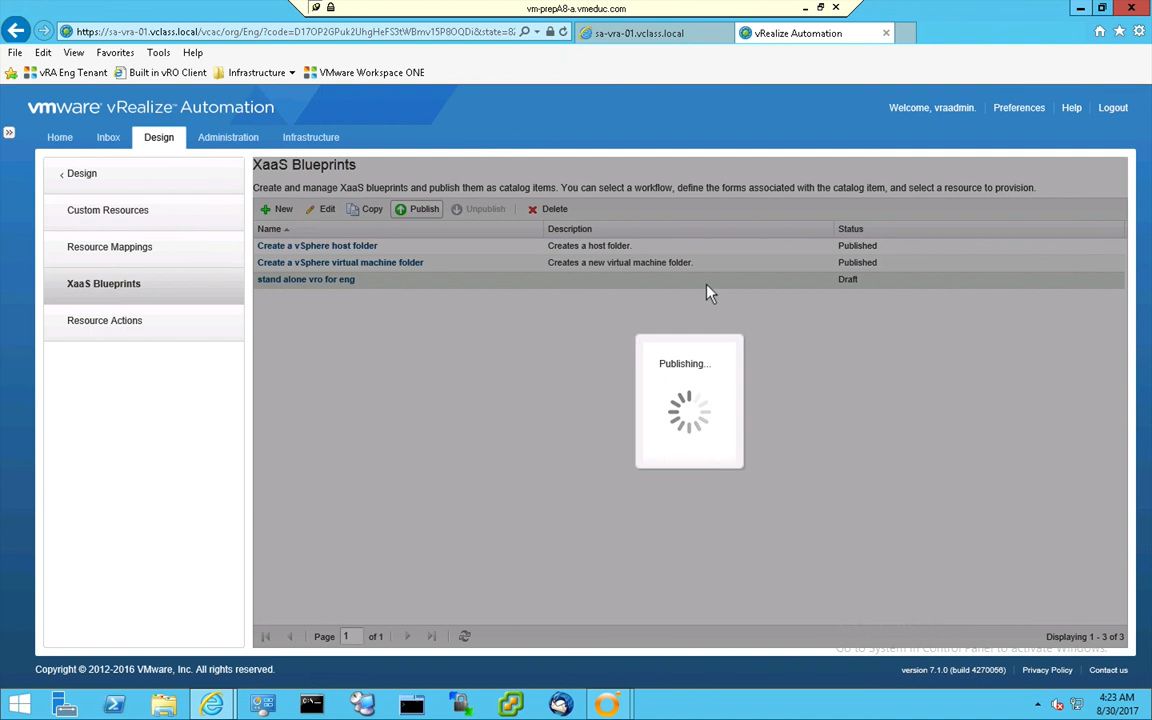 vm-prepA8-a.vmeduc.com
https://sa-vra-01.vclass.local/vcac/org/Eng/?code=D17OP2GPuk2UhgHeFS3tWBrmv15P8OQDi&state=8
sa-vra-01.vclass.local
vRealize Automation
File Edit View Favorites Tools Help
vRA Eng Tenant Built in vRO Client Infrastructure VMware Workspace ONE
vmware vRealize Automation
Welcome, vraadmin. Preferences Help Logout
Home Inbox Design Administration Infrastructure
Design
Custom Resources
Resource Mappings
XaaS Blueprints
Resource Actions
XaaS Blueprints
Create and manage XaaS blueprints and publish them as catalog items. You can select a workflow, define the forms associated with the catalog item, and select a resource to provision.
New Edit Copy Publish Unpublish Delete
Name Description Status
Create a vSphere host folder Creates a host folder. Published
Create a vSphere virtual machine folder Creates a new virtual machine folder. Published
stand alone vro for eng Draft
Publishing...
Page 1 of 1
Displaying 1 - 3 of 3
Go to System in Control Panel to activate Windows.
Copyright © 2012-2016 VMware, Inc. All rights reserved.
version 7.1.0 (build 4270056) Privacy Policy Contact us
4:23 AM
8/30/2017